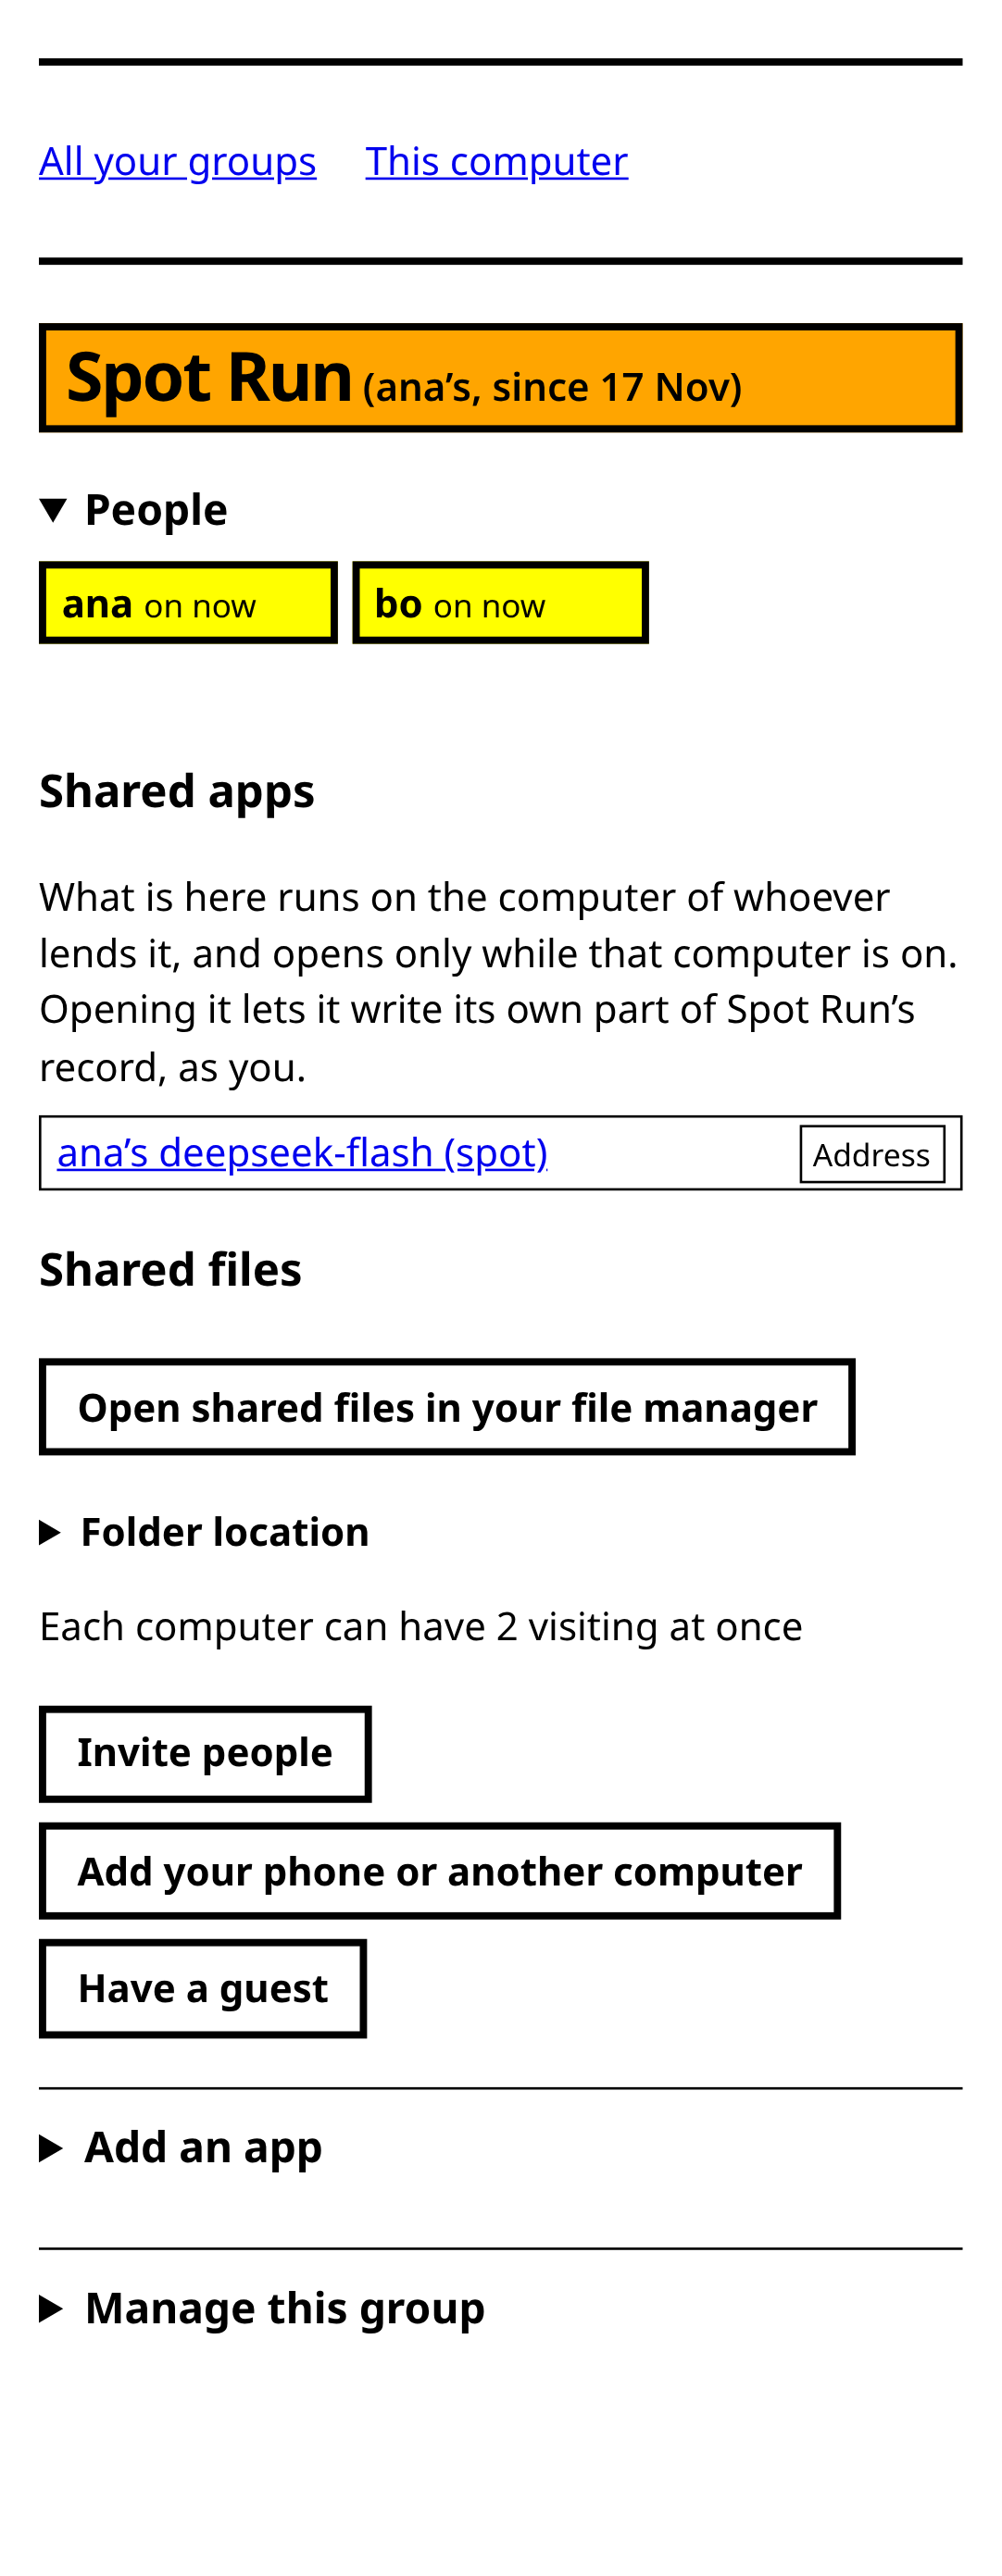 All your groups This computer
Spot Run (ana’s, since 17 Nov)
People
ana on now bo on now
Shared apps
What is here runs on the computer of whoever
lends it, and opens only while that computer is on.
Opening it lets it write its own part of Spot Run’s
record, as you.
ana’s deepseek-flash (spot) Address
Shared files
Open shared files in your file manager
Folder location
Each computer can have 2 visiting at once
Invite people
Add your phone or another computer
Have a guest
Add an app
Manage this group